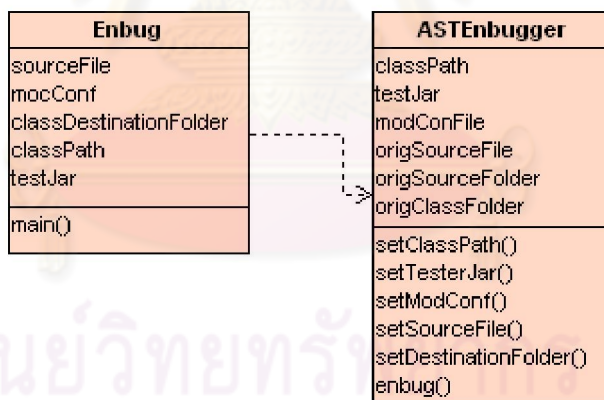 Enbug
sourceFile
mocConf
classDestinationFolder
classPath
testJar
main()
ASTEnbugger
classPath
testJar
modConFile
origSourceFile
origSourceFolder
origClassFolder
setClassPath()
setTesterJar()
setModConf()
setSourceFile()
setDestinationFolder()
enbug()